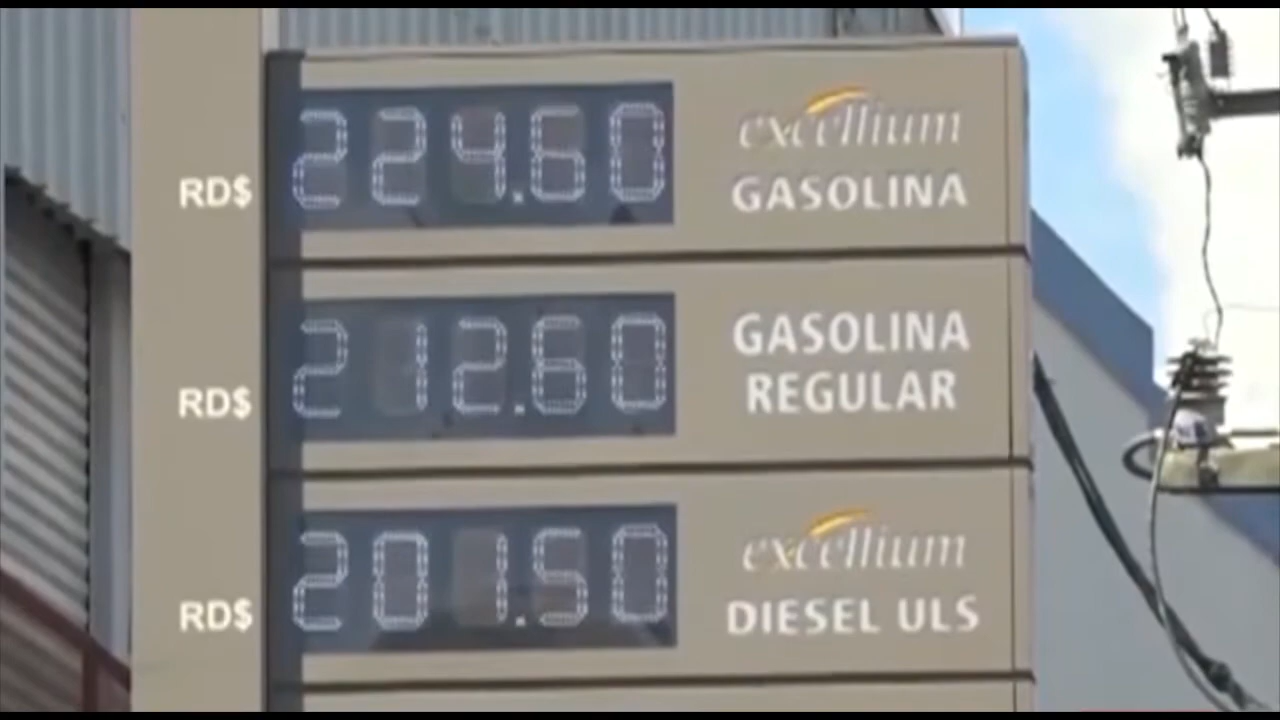 RD$ 224.60 excellium
GASOLINA
RD$ 212.60 GASOLINA
REGULAR
RD$ 201.50 excellium
DIESEL ULS